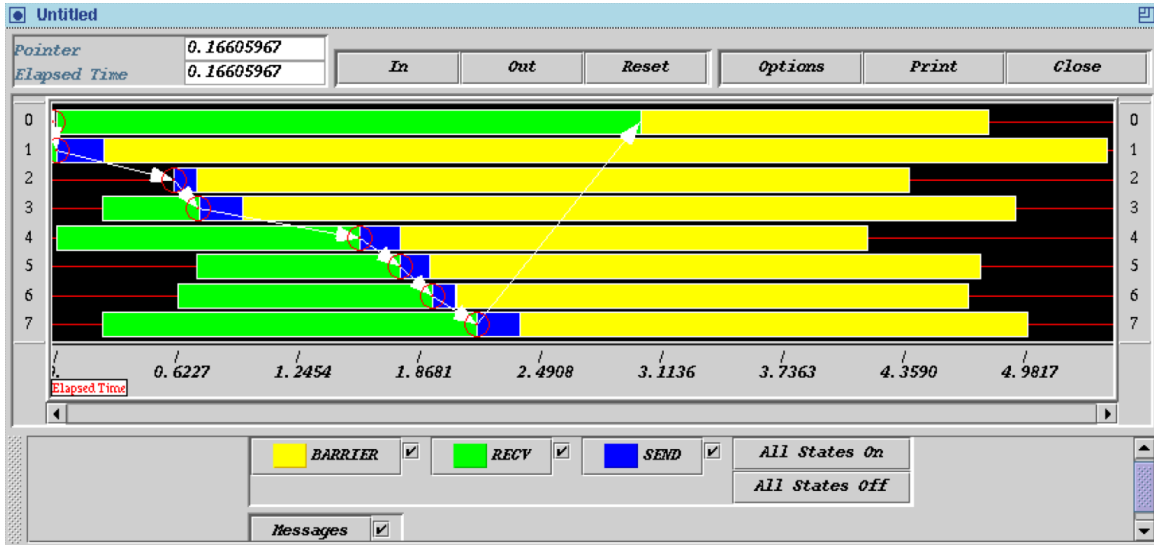 Untitled
Pointer 0.16605967
Elapsed Time 0.16605967
In Out Reset Options Print Close
0 0
1 1
2 2
3 3
4 4
5 5
6 6
7 7
0. 0.6227 1.2454 1.8681 2.4908 3.1136 3.7363 4.3590 4.9817
Elapsed Time
BARRIER RECV SEND All States On
All States Off
Messages